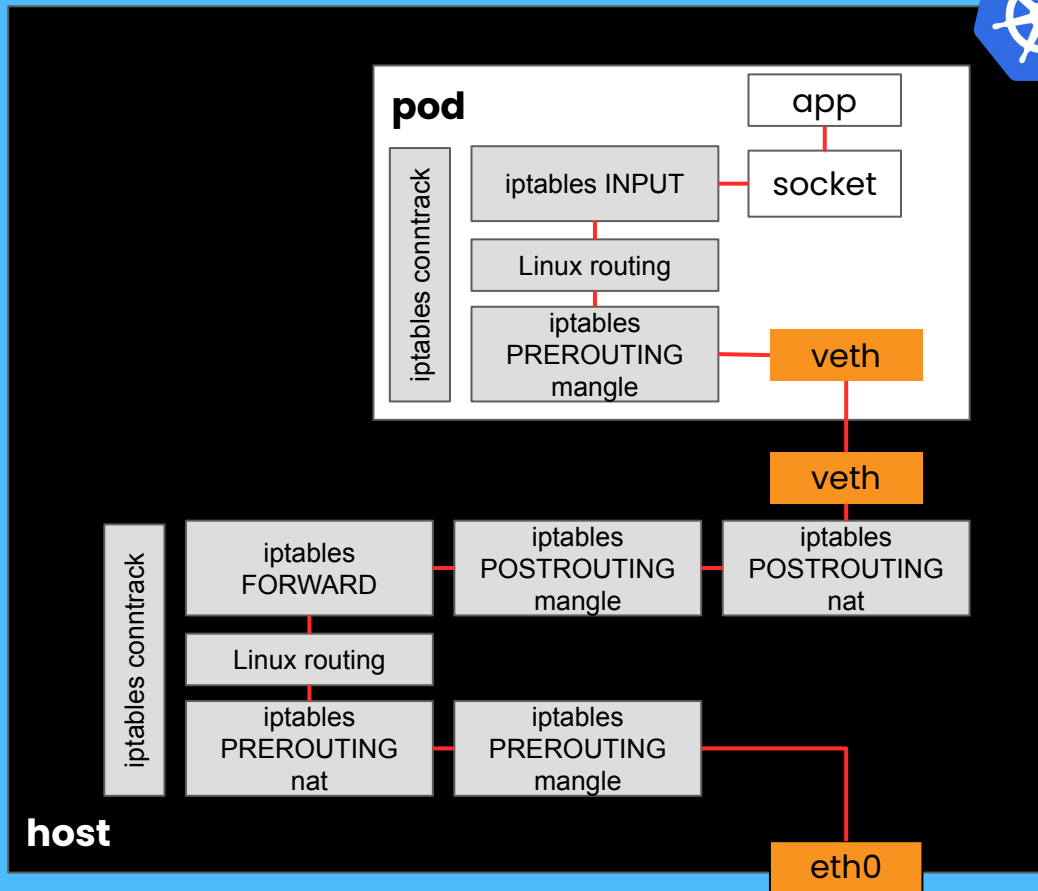 pod
app
iptables conntrack
iptables INPUT
socket
Linux routing
iptables
PREROUTING
mangle
veth
veth
iptables conntrack
iptables
FORWARD
iptables
POSTROUTING
mangle
iptables
POSTROUTING
nat
Linux routing
iptables
PREROUTING
nat
iptables
PREROUTING
mangle
host
eth0